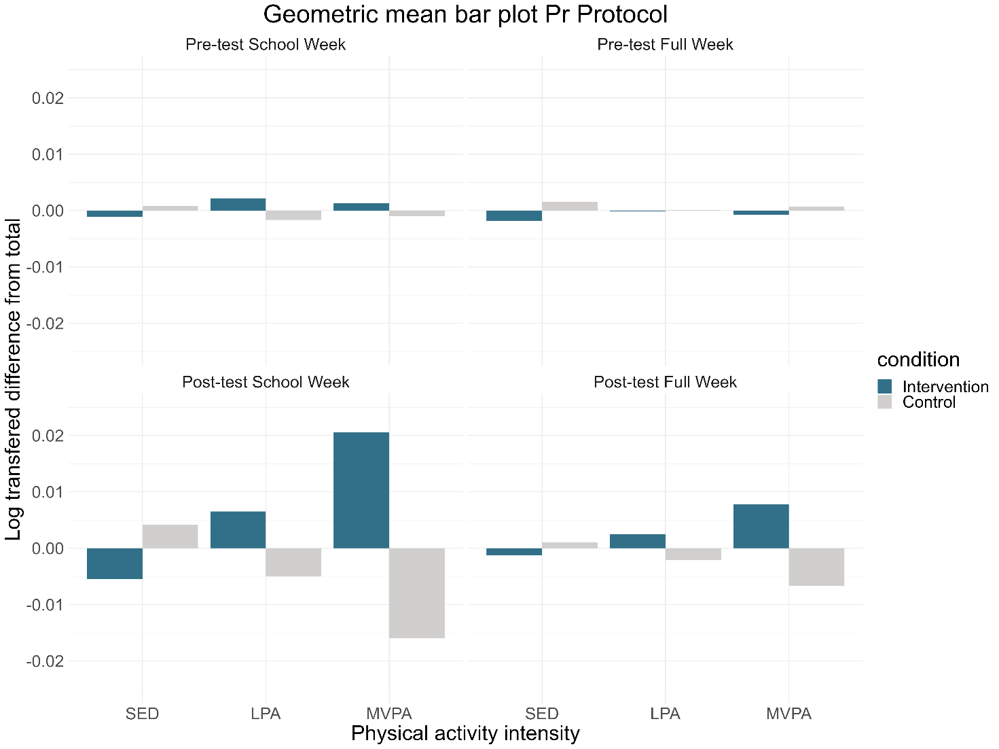 Geometric mean bar plot Pr Protocol
Pre-test School Week
Pre-test Full Week
0.02
0.01
0.00
-0.01
-0.02
Post-test School Week
Post-test Full Week
0.02
0.01
0.00
-0.01
-0.02
SED
LPA
MVPA
SED
LPA
MVPA
Physical activity intensity
Log transfered difference from total
condition
Intervention
Control